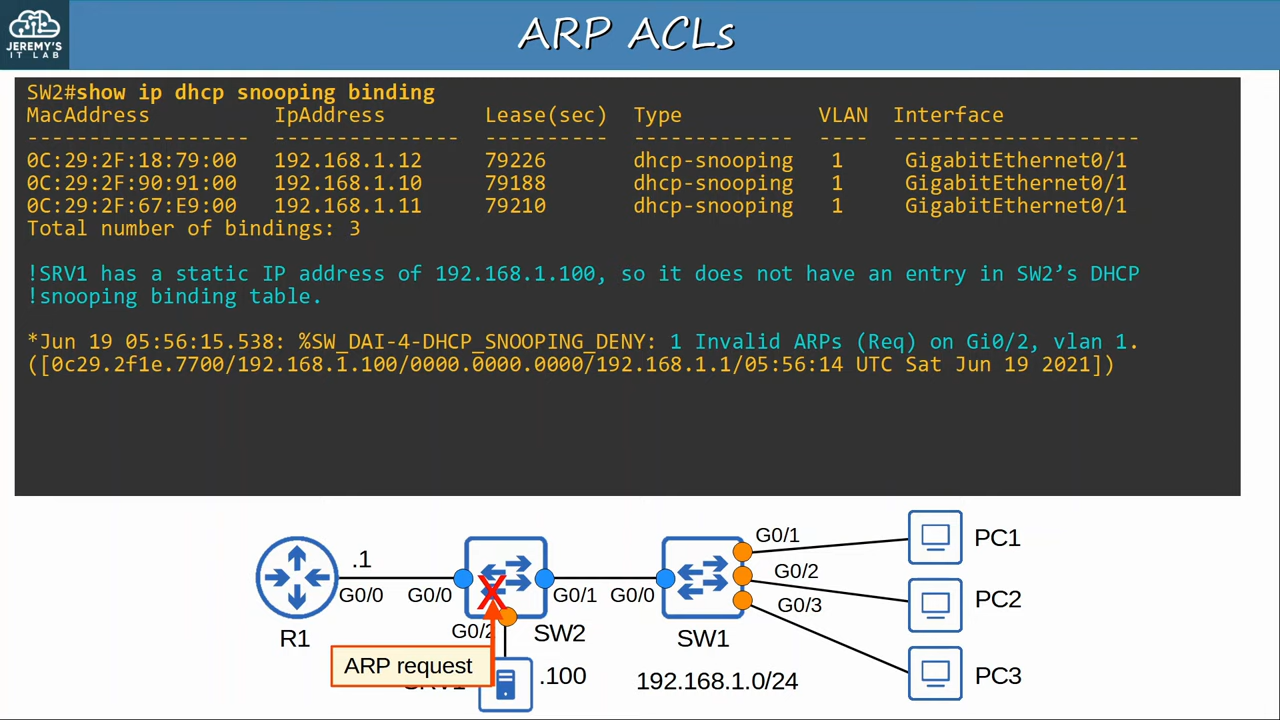 JEREMY'S
IT LAB
ARP ACLs
SW2#show ip dhcp snooping binding
MacAddress IpAddress Lease(sec) Type VLAN Interface
------------------ --------------- ---------- ------------- ---- --------------------
0C:29:2F:18:79:00 192.168.1.12 79226 dhcp-snooping 1 GigabitEthernet0/1
0C:29:2F:90:91:00 192.168.1.10 79188 dhcp-snooping 1 GigabitEthernet0/1
0C:29:2F:67:E9:00 192.168.1.11 79210 dhcp-snooping 1 GigabitEthernet0/1
Total number of bindings: 3
!SRV1 has a static IP address of 192.168.1.100, so it does not have an entry in SW2’s DHCP
!snooping binding table.
*Jun 19 05:56:15.538: %SW_DAI-4-DHCP_SNOOPING_DENY: 1 Invalid ARPs (Req) on Gi0/2, vlan 1.
([0c29.2f1e.7700/192.168.1.100/0000.0000.0000/192.168.1.1/05:56:14 UTC Sat Jun 19 2021])
.1
G0/0
R1
G0/0
G0/1
SW2
G0/2
G0/0
SW1
G0/1
G0/2
G0/3
PC1
PC2
PC3
ARP request
.100
192.168.1.0/24